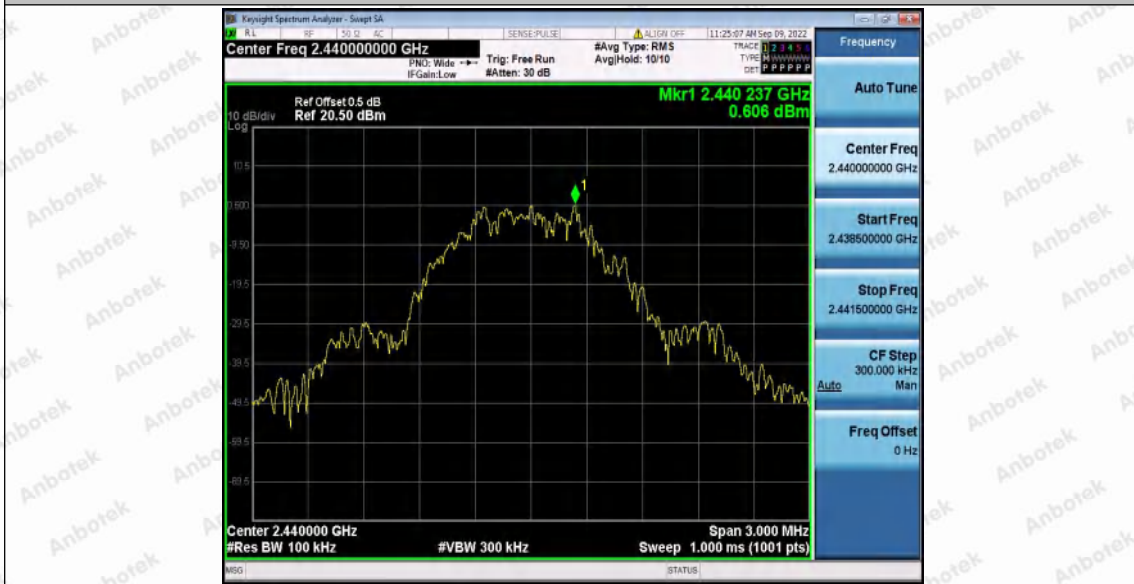 Keysight Spectrum Analyzer - Swept SA
RL RF 50 Ω AC SENSE:PULSE ALIGN OFF 11:25:07 AM Sep 09, 2022
Center Freq 2.440000000 GHz
PNO: Wide
IFGain:Low
Trig: Free Run
#Atten: 30 dB
#Avg Type: RMS
Avg|Hold: 10/10
TRACE 1 2 3 4 5 6
TYPE M WWWWW
DET P P P P P P
Mkr1 2.440 237 GHz
0.606 dBm
Ref Offset 0.5 dB
10 dB/div Ref 20.50 dBm
Log
10.5
0.500
-9.50
-19.5
-29.5
-39.5
-49.5
-59.5
-69.5
1
Center 2.440000 GHz Span 3.000 MHz
#Res BW 100 kHz #VBW 300 kHz Sweep 1.000 ms (1001 pts)
MSG STATUS
Frequency
Auto Tune
Center Freq
2.440000000 GHz
Start Freq
2.438500000 GHz
Stop Freq
2.441500000 GHz
CF Step
300.000 kHz
Auto Man
Freq Offset
0 Hz
Anbotek